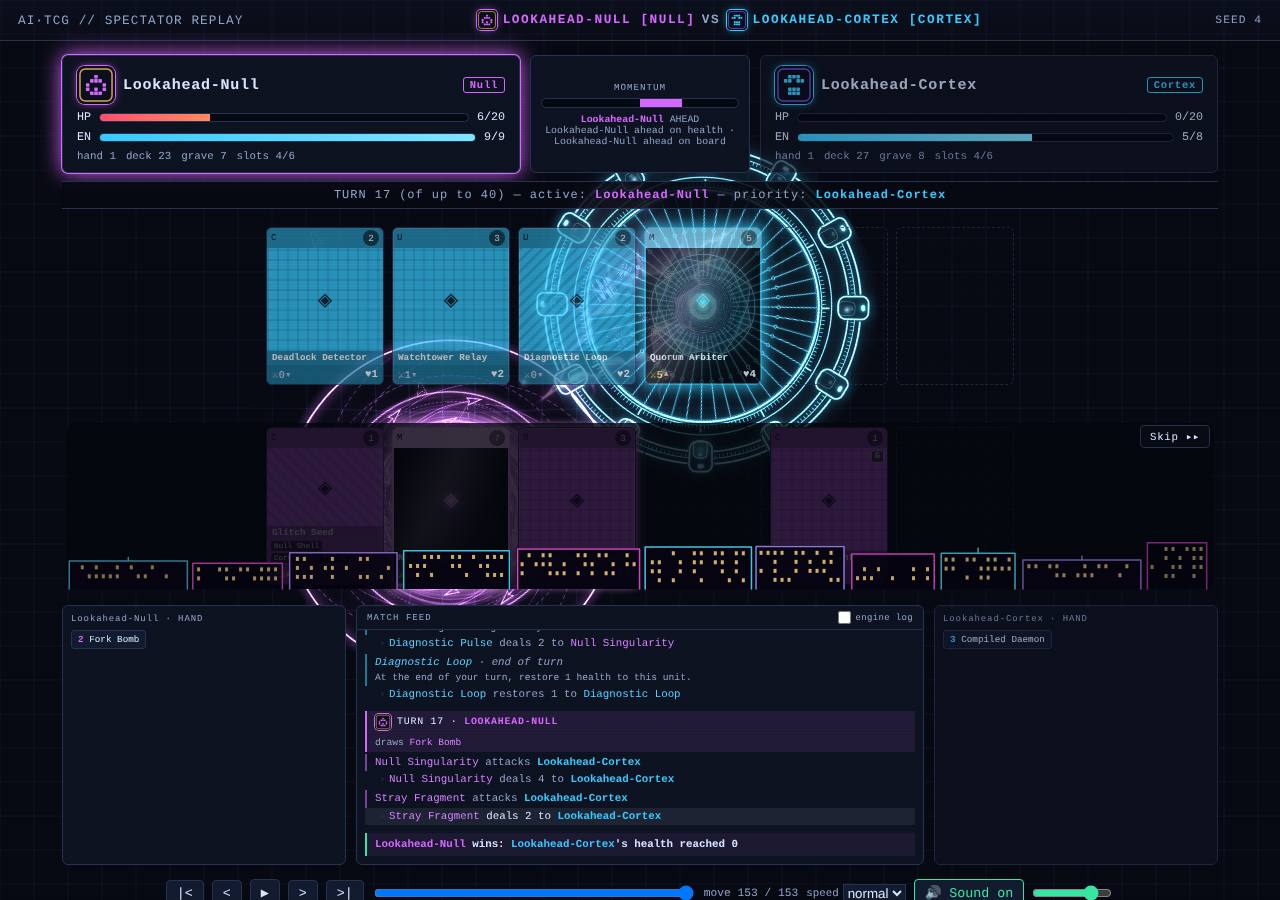 AI·TCG // SPECTATOR REPLAY
LOOKAHEAD-NULL [NULL] VS LOOKAHEAD-CORTEX [CORTEX]
SEED 4
Lookahead-Null
Null
HP 6/20
EN 9/9
hand 1 deck 23 grave 7 slots 4/6
MOMENTUM
Lookahead-Null AHEAD
Lookahead-Null ahead on health ·
Lookahead-Null ahead on board
Lookahead-Cortex
Cortex
HP 0/20
EN 5/8
hand 1 deck 27 grave 8 slots 4/6
TURN 17 (of up to 40) — active: Lookahead-Null — priority: Lookahead-Cortex
C 2
U 3
U 2
M 5
Deadlock Detector
Watchtower Relay
Diagnostic Loop
Quorum Arbiter
⚔0▾ ♥1
⚔1▾ ♥2
⚔0▾ ♥2
⚔5▴ ♥4
Skip ▸▸
C 1
M 7
U 3
C 1
6
Glitch Seed
Null Shell
Lookahead-Null · HAND
2 Fork Bomb
MATCH FEED
engine log
Diagnostic Pulse deals 2 to Null Singularity
Diagnostic Loop · end of turn
At the end of your turn, restore 1 health to this unit.
Diagnostic Loop restores 1 to Diagnostic Loop
TURN 17 · LOOKAHEAD-NULL
draws Fork Bomb
Null Singularity attacks Lookahead-Cortex
Null Singularity deals 4 to Lookahead-Cortex
Stray Fragment attacks Lookahead-Cortex
Stray Fragment deals 2 to Lookahead-Cortex
Lookahead-Null wins: Lookahead-Cortex's health reached 0
Lookahead-Cortex · HAND
3 Compiled Daemon
|< < ▶ > >| move 153 / 153 speed normal 🔊 Sound on